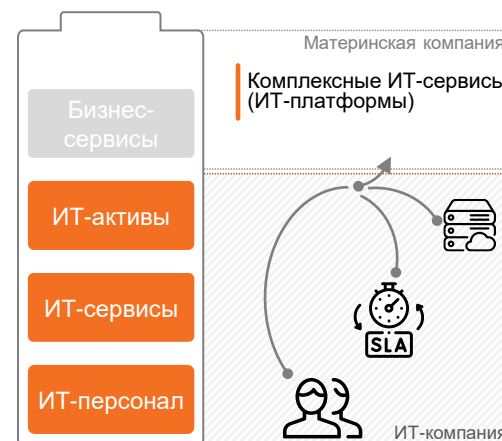 Материнская компания
Комплексные ИТ-сервисы
(ИТ-платформы)
Бизнес-
сервисы
ИТ-активы
ИТ-сервисы
SLA
ИТ-персонал
ИТ-компания